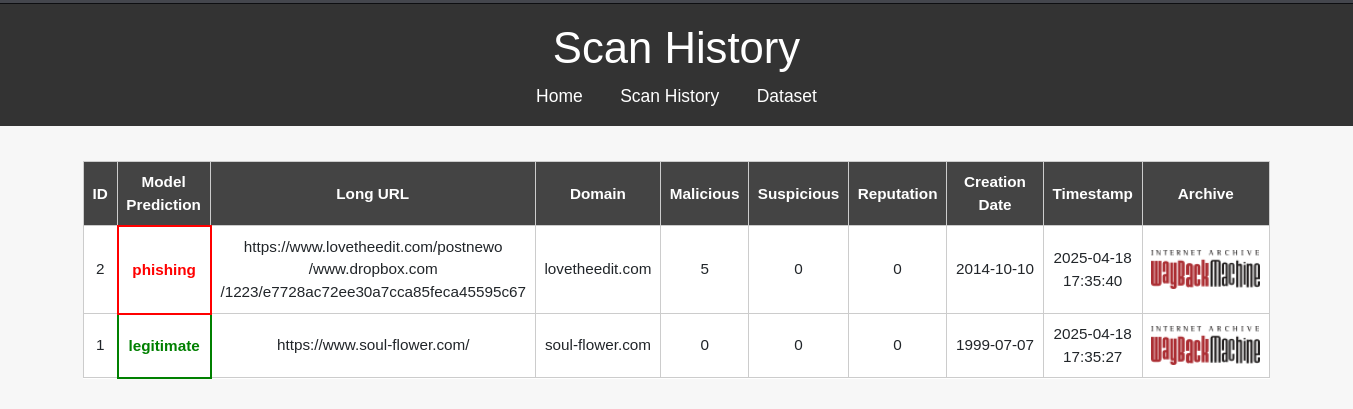 Scan History
Home Scan History Dataset
ID Model Prediction Long URL Domain Malicious Suspicious Reputation Creation Date Timestamp Archive
2 phishing https://www.lovetheedit.com/postnewo
/www.dropbox.com
/1223/e7728ac72ee30a7cca85feca45595c67 lovetheedit.com 5 0 0 2014-10-10 2025-04-18
17:35:40 INTERNET ARCHIVE
WayBackMachine
1 legitimate https://www.soul-flower.com/ soul-flower.com 0 0 0 1999-07-07 2025-04-18
17:35:27 INTERNET ARCHIVE
WayBackMachine